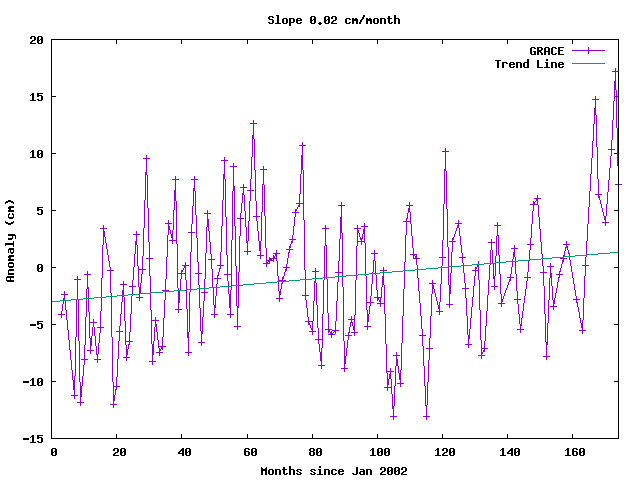 Slope 0.02 cm/month
GRACE
Trend Line
Anomaly (cm)
20
15
10
5
0
-5
-10
-15
0 20 40 60 80 100 120 140 160
Months since Jan 2002